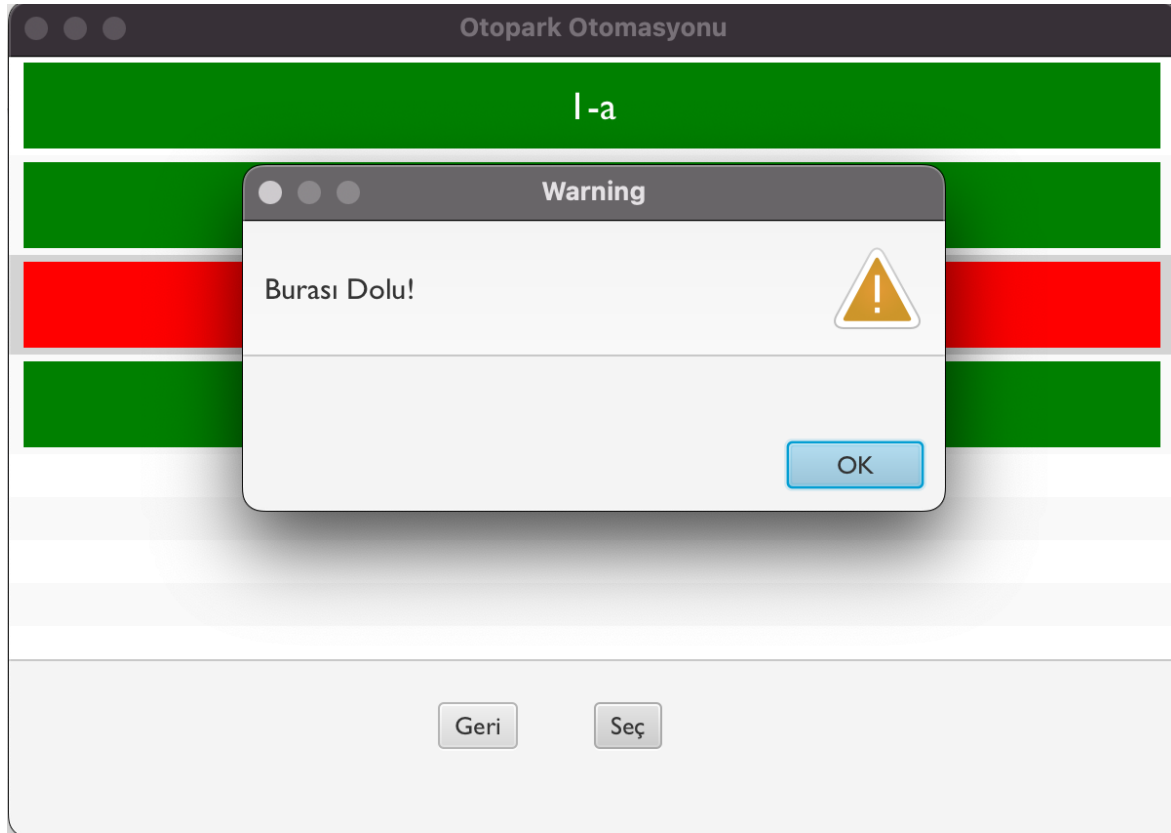 Otopark Otomasyonu
1-a
Warning
Burası Dolu!
OK
Geri
Seç